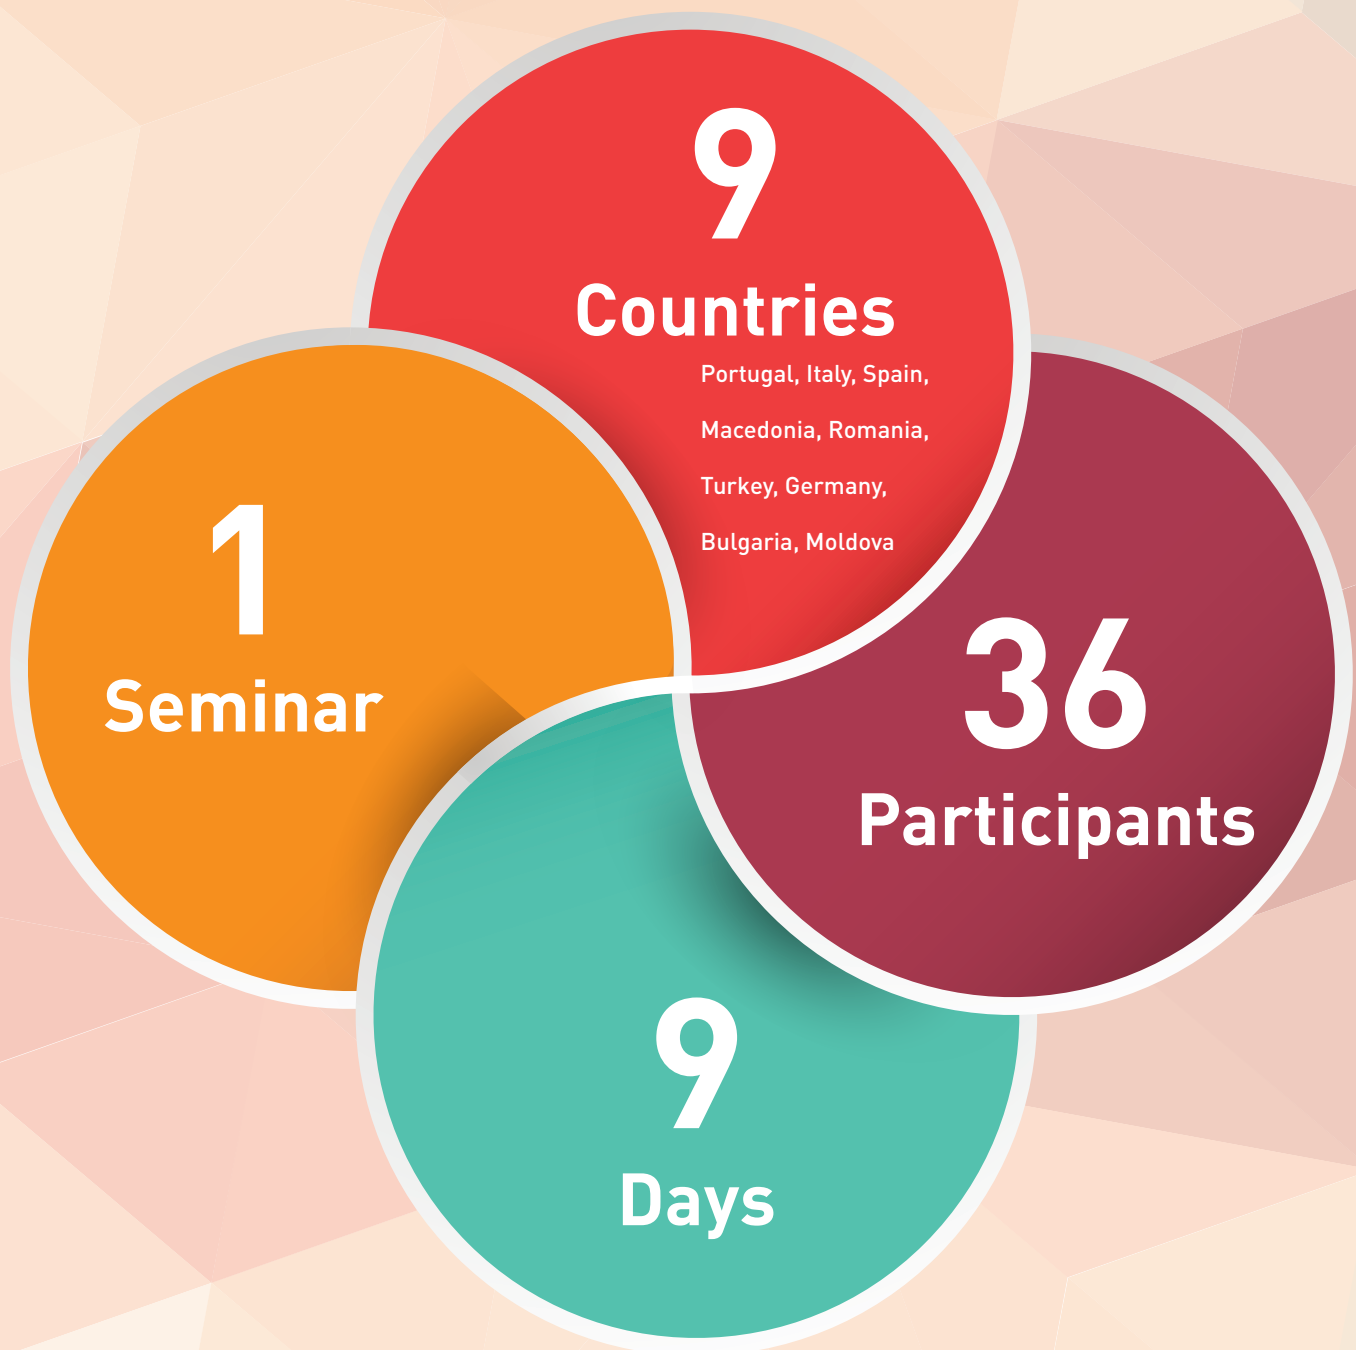 9
Countries
Portugal, Italy, Spain,
Macedonia, Romania,
Turkey, Germany,
Bulgaria, Moldova
1
Seminar
36
Participants
9
Days